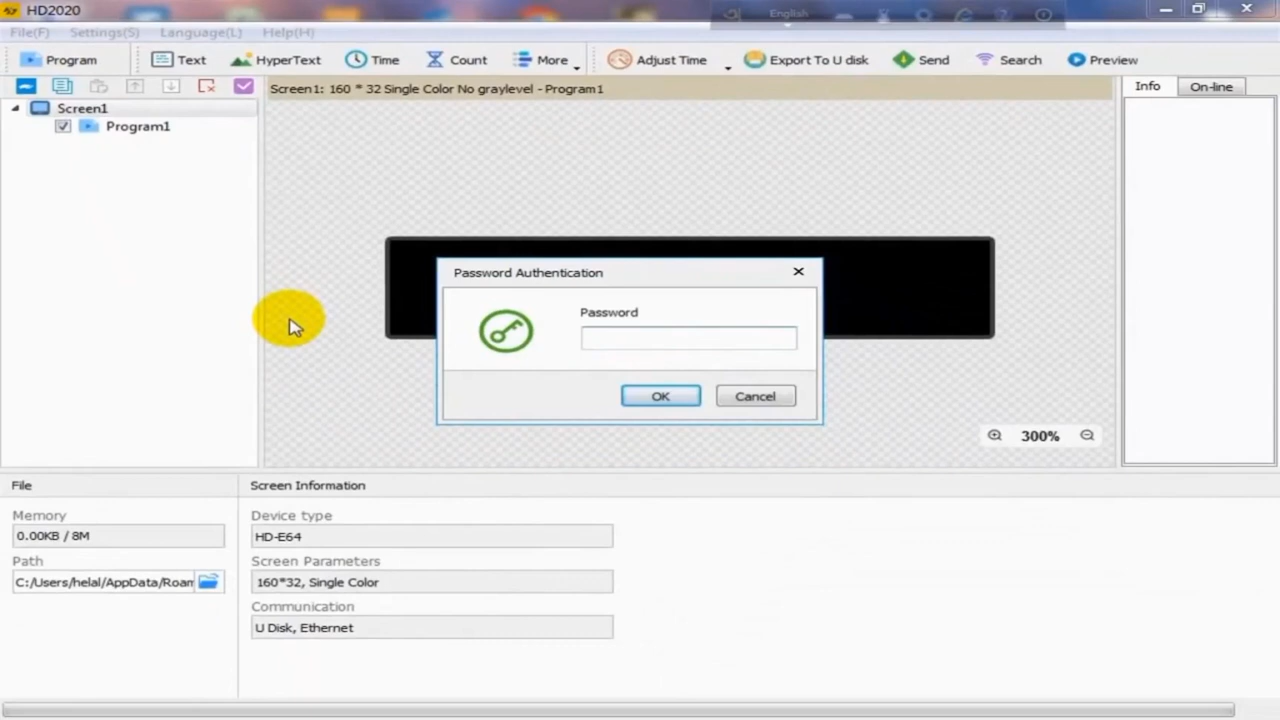 HD2020
English
File(F) Settings(S) Language(L) Help(H)
Program Text HyperText Time Count More Adjust Time Export To U disk Send Search Preview
Screen1: 160 * 32 Single Color No graylevel - Program1
Info On-line
Screen1
Program1
Password Authentication
Password
OK Cancel
300%
File
Screen Information
Memory
0.00KB / 8M
Path
C:/Users/helal/AppData/Roam
Device type
HD-E64
Screen Parameters
160*32, Single Color
Communication
U Disk, Ethernet